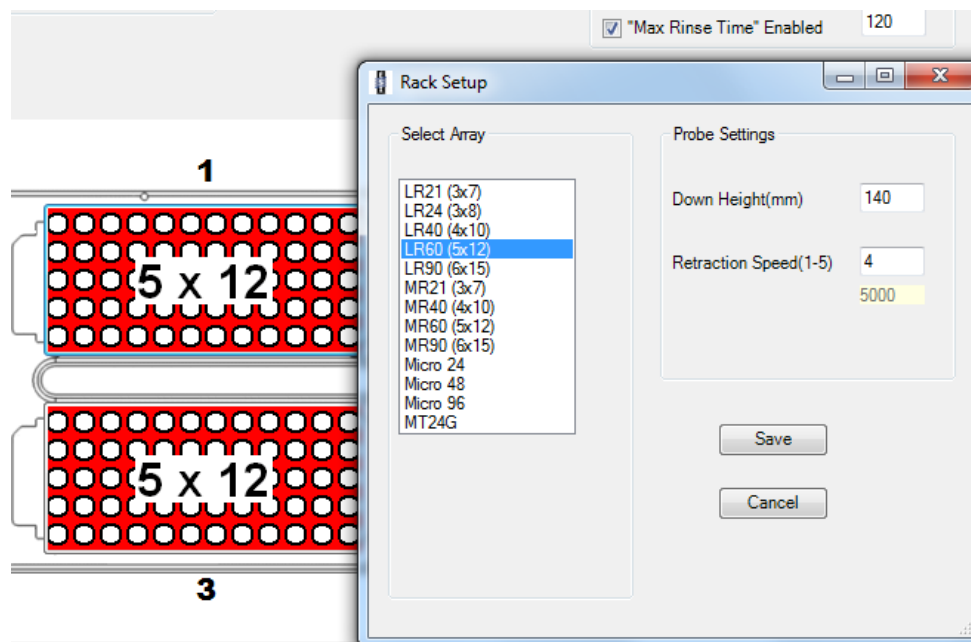 "Max Rinse Time" Enabled 120
Rack Setup
Select Array
LR21 (3x7)
LR24 (3x8)
LR40 (4x10)
LR60 (5x12)
LR90 (6x15)
MR21 (3x7)
MR40 (4x10)
MR60 (5x12)
MR90 (6x15)
Micro 24
Micro 48
Micro 96
MT24G
Probe Settings
Down Height(mm) 140
Retraction Speed(1-5) 4
5000
Save
Cancel
1
5 x 12
5 x 12
3